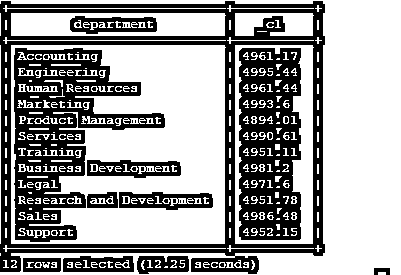 department _c1
Accounting 4961.17
Engineering 4995.44
Human Resources 4961.44
Marketing 4993.6
Product Management 4894.01
Services 4990.61
Training 4951.11
Business Development 4981.2
Legal 4971.6
Research and Development 4951.78
Sales 4986.48
Support 4952.15
12 rows selected (12.25 seconds)